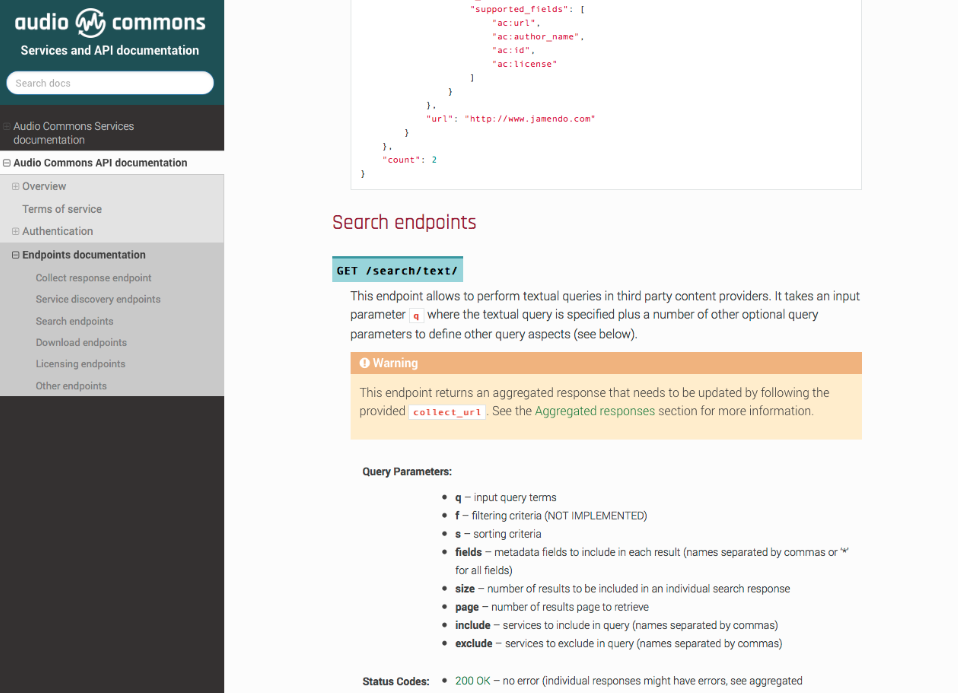 audio commons
Services and API documentation
Search docs
Audio Commons Services
documentation
Audio Commons API documentation
Overview
Terms of service
Authentication
Endpoints documentation
Collect response endpoint
Service discovery endpoints
Search endpoints
Download endpoints
Licensing endpoints
Other endpoints
"supported_fields": [
"ac:url",
"ac:author_name",
"ac:id",
"ac:license"
]
}
},
"url": "http://www.jamendo.com"
}
},
"count": 2
}
Search endpoints
GET /search/text/
This endpoint allows to perform textual queries in third party content providers. It takes an input
parameter q where the textual query is specified plus a number of other optional query
parameters to define other query aspects (see below).
Warning
This endpoint returns an aggregated response that needs to be updated by following the
provided collect_url. See the Aggregated responses section for more information.
Query Parameters:
• q – input query terms
• f – filtering criteria (NOT IMPLEMENTED)
• s – sorting criteria
• fields – metadata fields to include in each result (names separated by commas or '*'
for all fields)
• size – number of results to be included in an individual search response
• page – number of results page to retrieve
• include – services to include in query (names separated by commas)
• exclude – services to exclude in query (names separated by commas)
Status Codes: • 200 OK – no error (individual responses might have errors, see aggregated